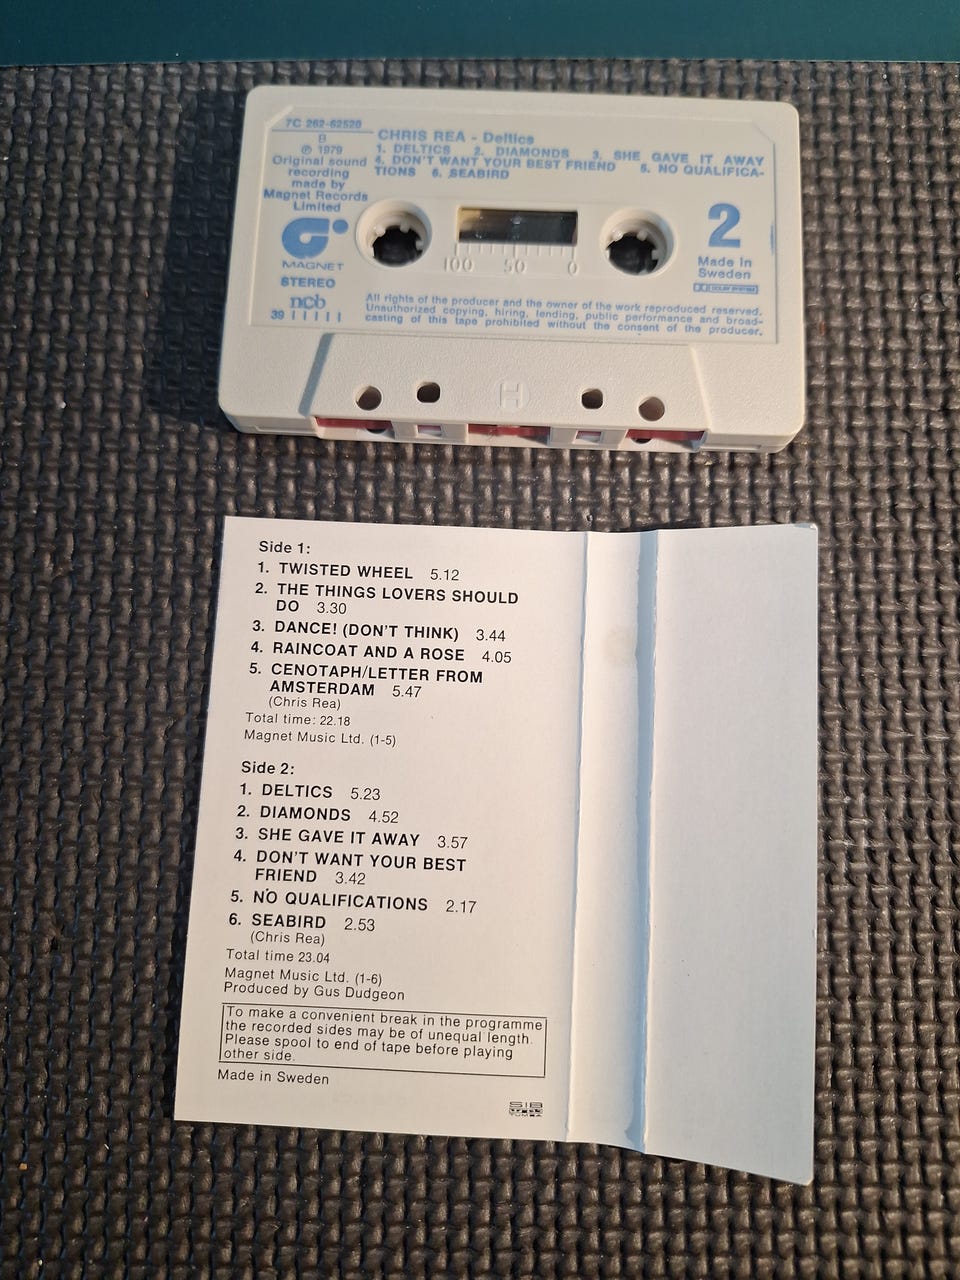 7C 262-62520
B
℗ 1979
Original sound
recording
made by
Magnet Records
Limited
MAGNET
STEREO
ncb
39
CHRIS REA - Deltics
1. DELTICS 2. DIAMONDS 3. SHE GAVE IT AWAY
4. DON'T WANT YOUR BEST FRIEND 5. NO QUALIFICA-
TIONS 6. SEABIRD
100 50 0
2
Made in
Sweden
DOLBY SYSTEM
All rights of the producer and the owner of the work reproduced reserved.
Unauthorized copying, hiring, lending, public performance and broad-
casting of this tape prohibited without the consent of the producer.
H
Side 1:
1. TWISTED WHEEL 5.12
2. THE THINGS LOVERS SHOULD
DO 3.30
3. DANCE! (DON'T THINK) 3.44
4. RAINCOAT AND A ROSE 4.05
5. CENOTAPH/LETTER FROM
AMSTERDAM 5.47
(Chris Rea)
Total time: 22.18
Magnet Music Ltd. (1-5)
Side 2:
1. DELTICS 5.23
2. DIAMONDS 4.52
3. SHE GAVE IT AWAY 3.57
4. DON'T WANT YOUR BEST
FRIEND 3.42
5. NO QUALIFICATIONS 2.17
6. SEABIRD 2.53
(Chris Rea)
Total time 23.04
Magnet Music Ltd. (1-6)
Produced by Gus Dudgeon
To make a convenient break in the programme
the recorded sides may be of unequal length.
Please spool to end of tape before playing
other side.
Made in Sweden
SIB